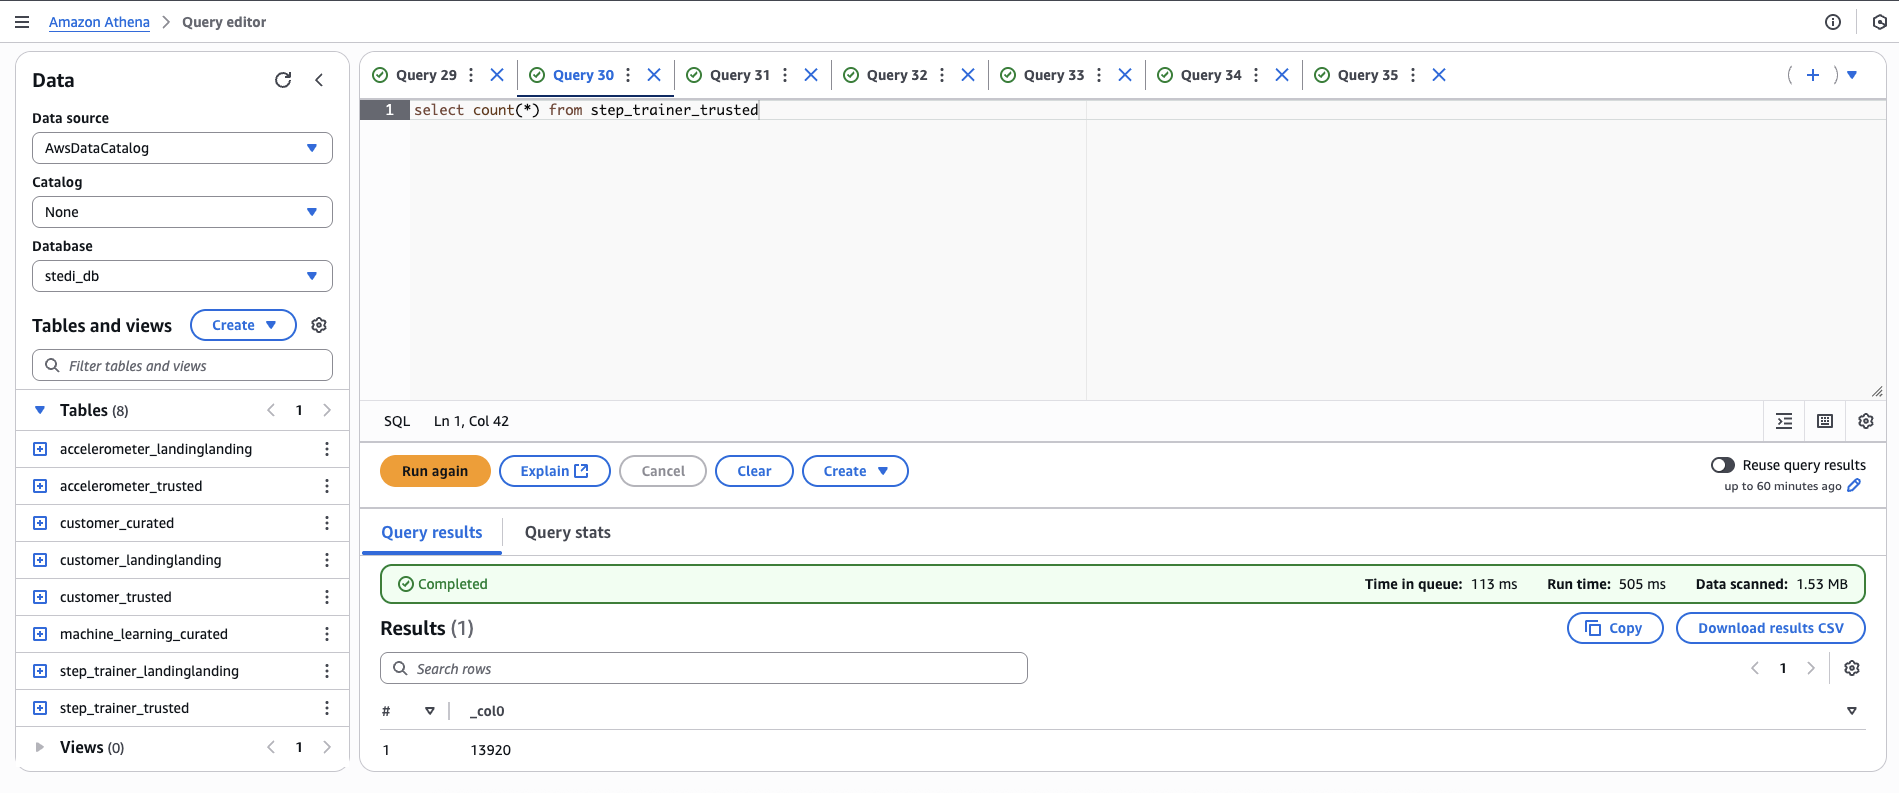 Amazon Athena > Query editor
Data
Data source
AwsDataCatalog
Catalog
None
Database
stedi_db
Tables and views
Create
Filter tables and views
Tables (8)
1
accelerometer_landinglanding
accelerometer_trusted
customer_curated
customer_landinglanding
customer_trusted
machine_learning_curated
step_trainer_landinglanding
step_trainer_trusted
Views (0)
1
Query 29
Query 30
Query 31
Query 32
Query 33
Query 34
Query 35
1 select count(*) from step_trainer_trusted
SQL Ln 1, Col 42
Run again
Explain
Cancel
Clear
Create
Reuse query results
up to 60 minutes ago
Query results
Query stats
Completed
Time in queue: 113 ms
Run time: 505 ms
Data scanned: 1.53 MB
Results (1)
Copy
Download results CSV
Search rows
1
# _col0
1 13920